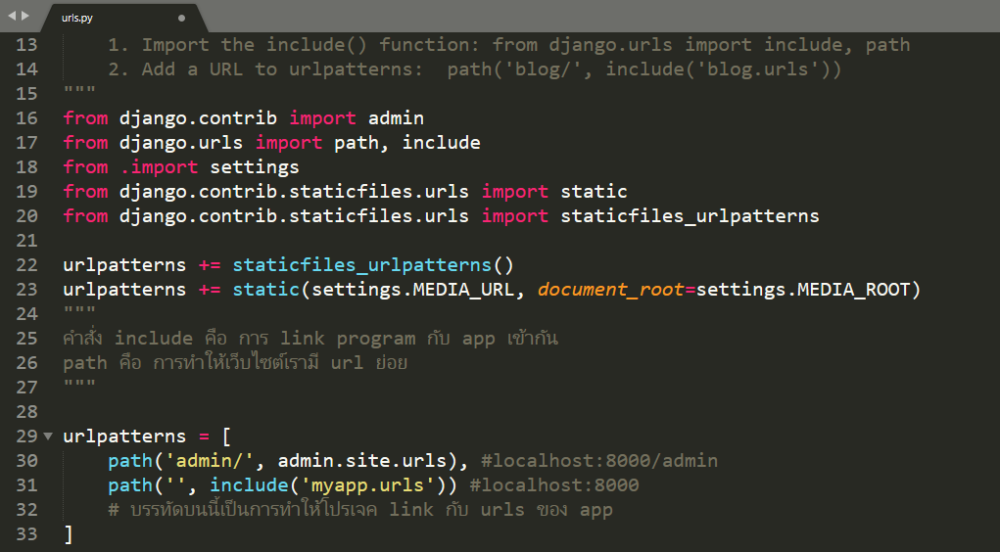 urls.py
13 1. Import the include() function: from django.urls import include, path
14 2. Add a URL to urlpatterns:  path('blog/', include('blog.urls'))
15 """
16 from django.contrib import admin
17 from django.urls import path, include
18 from .import settings
19 from django.contrib.staticfiles.urls import static
20 from django.contrib.staticfiles.urls import staticfiles_urlpatterns
21
22 urlpatterns += staticfiles_urlpatterns()
23 urlpatterns += static(settings.MEDIA_URL, document_root=settings.MEDIA_ROOT)
24 """
25 คำสั่ง include คือ การ link program กับ app เข้ากัน
26 path คือ การทำให้เว็บไซต์เรามี url ย่อย
27 """
28
29 urlpatterns = [
30 path('admin/', admin.site.urls), #localhost:8000/admin
31 path('', include('myapp.urls')) #localhost:8000
32 # บรรทัดบนนี้เป็นการทำให้โปรเจค link กับ urls ของ app
33 ]